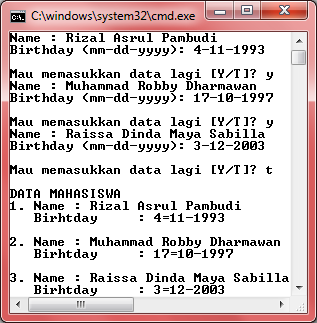 C:\windows\system32\cmd.exe
Name : Rizal Asrul Pambudi
Birthday (mm-dd-yyyy): 4-11-1993
Mau memasukkan data lagi [Y/T]? y
Name : Muhammad Robby Dharmawan
Birthday (mm-dd-yyyy): 17-10-1997
Mau memasukkan data lagi [Y/T]? y
Name : Raissa Dinda Maya Sabilla
Birthday (mm-dd-yyyy): 3-12-2003
Mau memasukkan data lagi [Y/T]? t
DATA MAHASISWA
1. Name : Rizal Asrul Pambudi
Birhtday : 4=11-1993
2. Name : Muhammad Robby Dharmawan
Birhtday : 17=10-1997
3. Name : Raissa Dinda Maya Sabilla
Birhtday : 3=12-2003